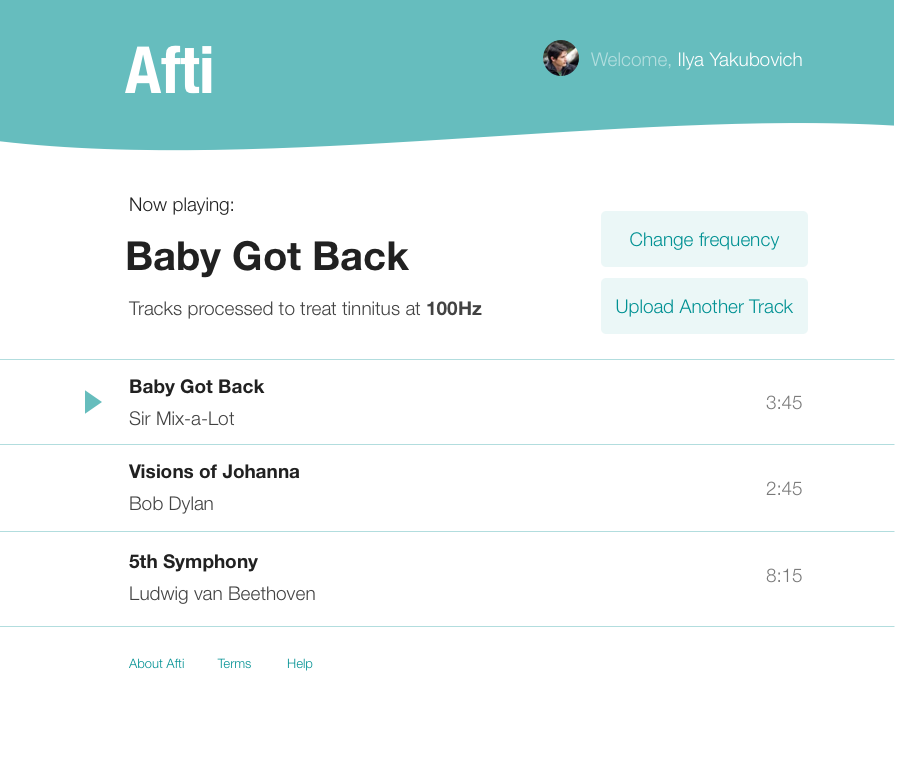 Afti
Welcome, Ilya Yakubovich
Now playing:
Baby Got Back
Tracks processed to treat tinnitus at 100Hz
Change frequency
Upload Another Track
Baby Got Back
Sir Mix-a-Lot
3:45
Visions of Johanna
Bob Dylan
2:45
5th Symphony
Ludwig van Beethoven
8:15
About Afti
Terms
Help